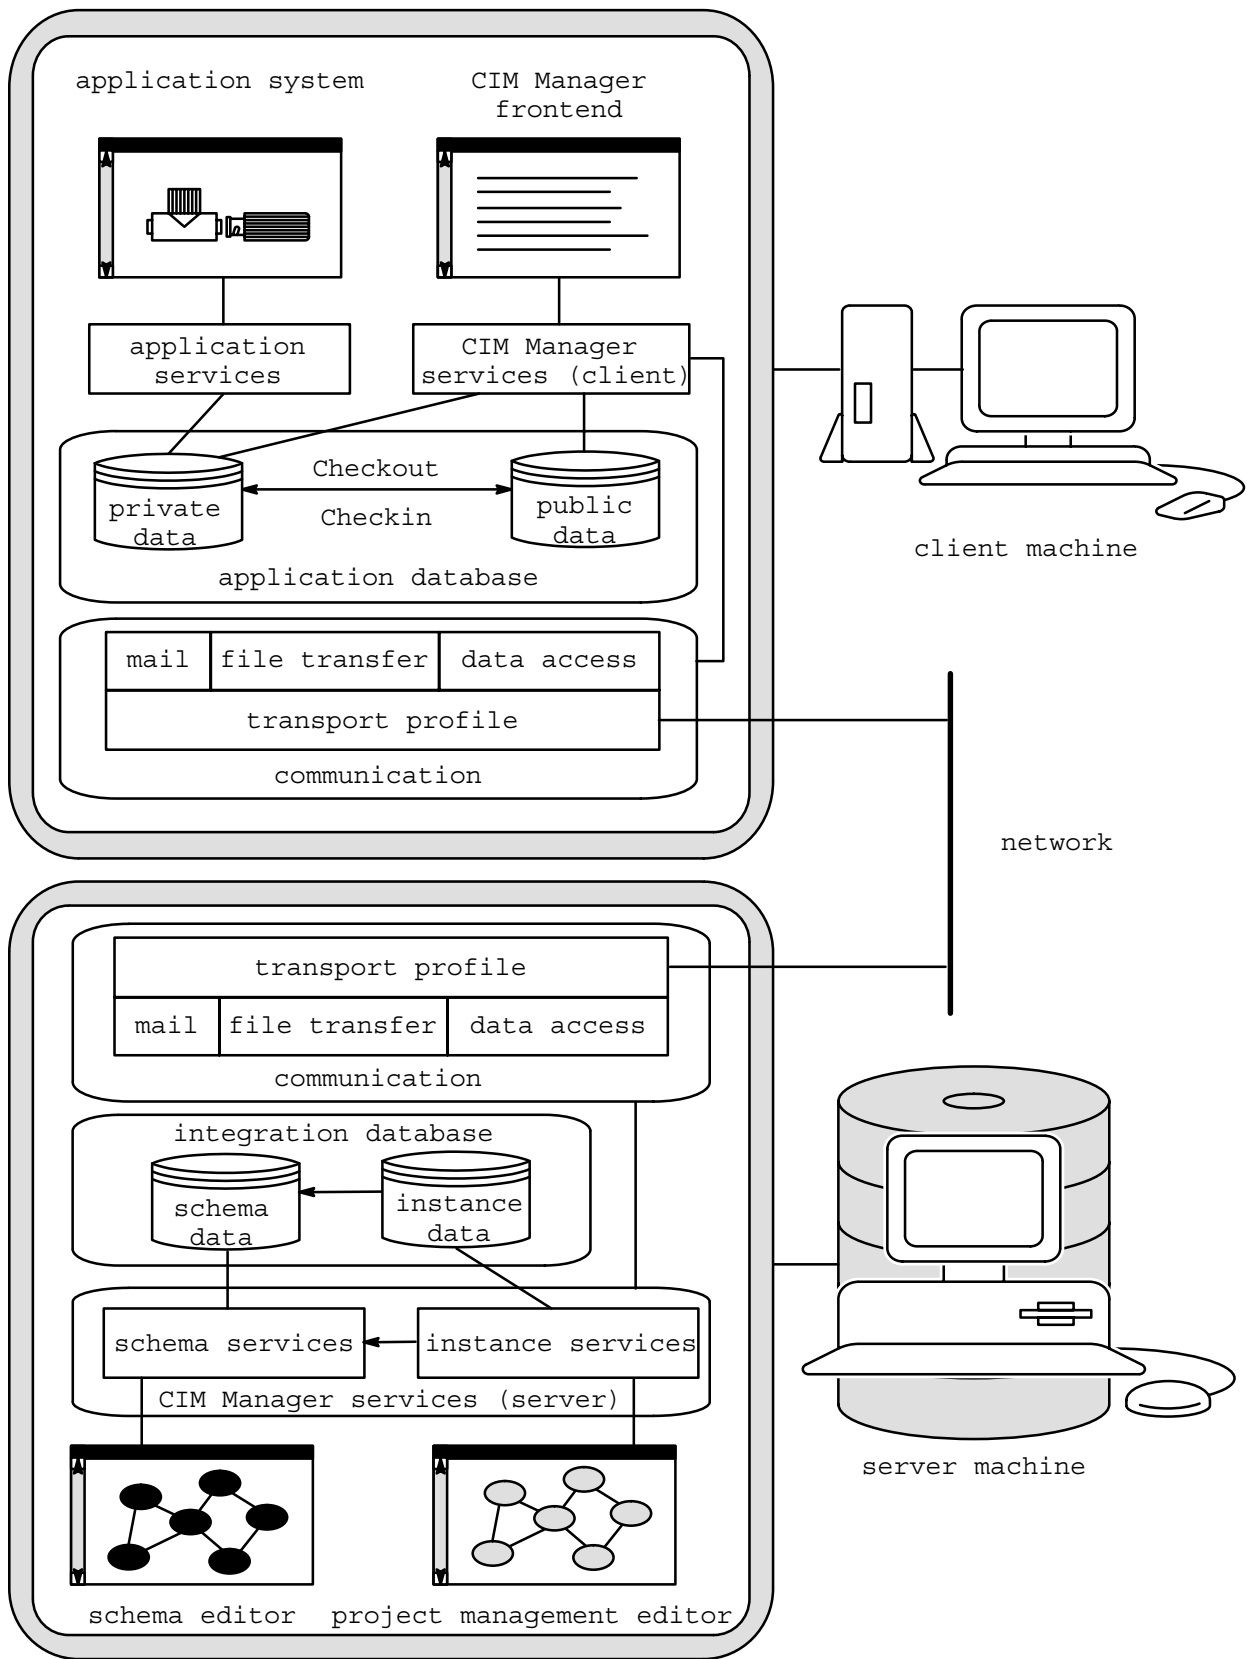 application system
CIM Manager
frontend
application
services
CIM Manager
services (client)
Checkout
Checkin
private
data
public
data
application database
client machine
mail
file transfer
data access
transport profile
communication
network
transport profile
mail
file transfer
data access
communication
integration database
schema
data
instance
data
schema services
instance services
CIM Manager services (server)
server machine
schema editor
project management editor